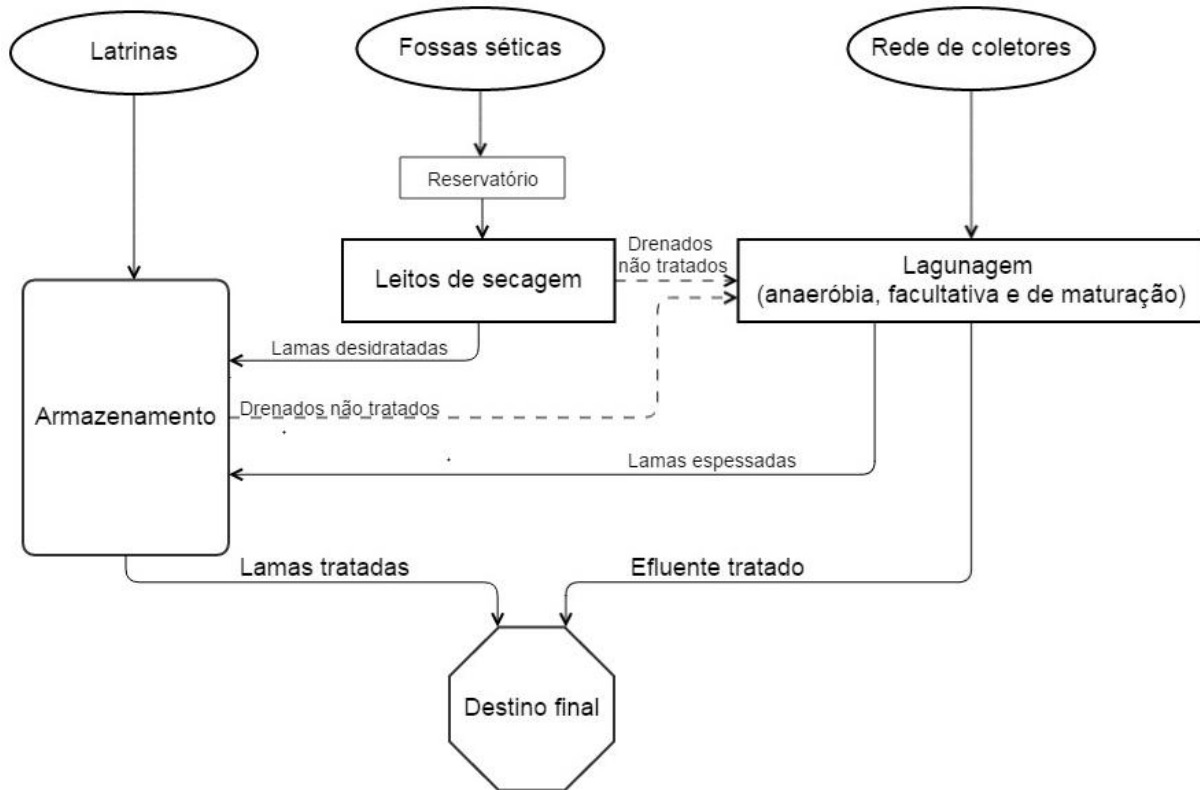 Latrinas
Fossas séticas
Rede de coletores
Reservatório
Leitos de secagem
Drenados
não tratados
Lagunagem
(anaeróbia, facultativa e de maturação)
Lamas desidratadas
Armazenamento
Drenados não tratados
Lamas espessadas
Lamas tratadas
Efluente tratado
Destino final